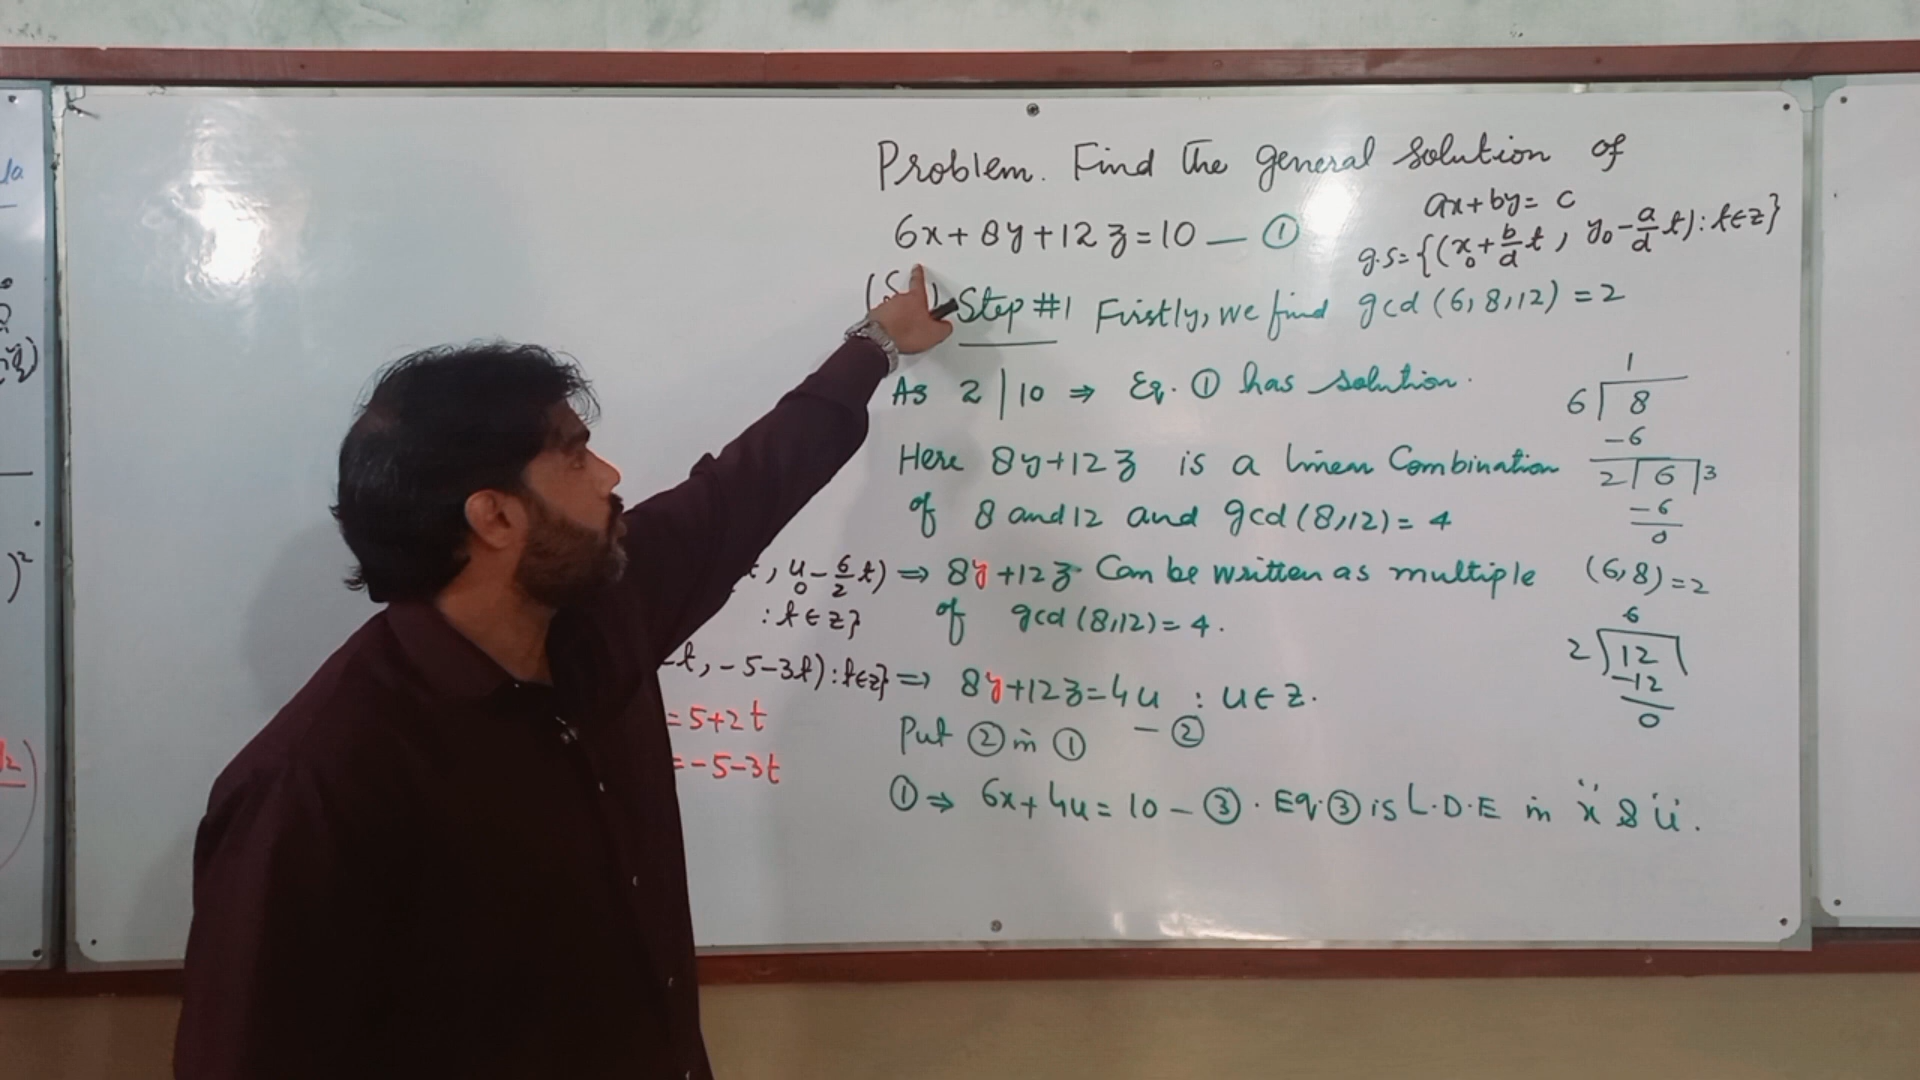 Problem. Find the general solution of
6x+8y+12z=10 — ①
ax+by=c
g.s={(x₀+b/d t, y₀-a/d t): t∈z}
Step #1 Firstly, we find gcd (6,8,12) = 2
As 2|10 ⇒ Eq. ① has solution.
Here 8y+12z is a linear Combination
of 8 and 12 and gcd(8,12)=4
⇒ 8y+12z Can be written as multiple
of gcd(8,12)=4.
⇒ 8y+12z=4u : u∈z.
— ②
Put ② in ①
① ⇒ 6x+4u=10 — ③. Eq.③ is L.D.E in "x" & "u".
1
6 8
-6
2 6 3
-6
0
(6,8)=2
6
2 12
-12
0
t, u₀-6/2 t)
: t∈z}
t, -5-3t): t∈z}
=5+2t
=-5-3t
)²